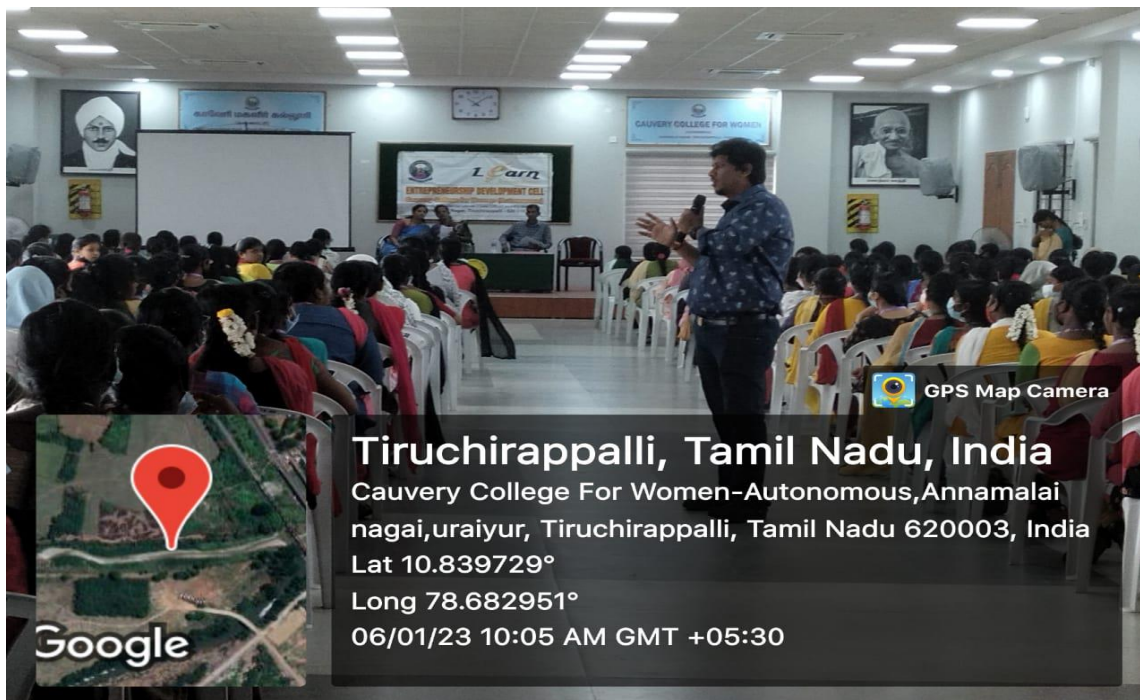 காவேரி மகளிர் கல்லூரி
CAUVERY COLLEGE FOR WOMEN
Learn
ENTREPRENEURSHIP DEVELOPMENT CELL
GPS Map Camera
Tiruchirappalli, Tamil Nadu, India
Cauvery College For Women-Autonomous,Annamalai
nagai,uraiyur, Tiruchirappalli, Tamil Nadu 620003, India
Lat 10.839729°
Long 78.682951°
06/01/23 10:05 AM GMT +05:30
Google